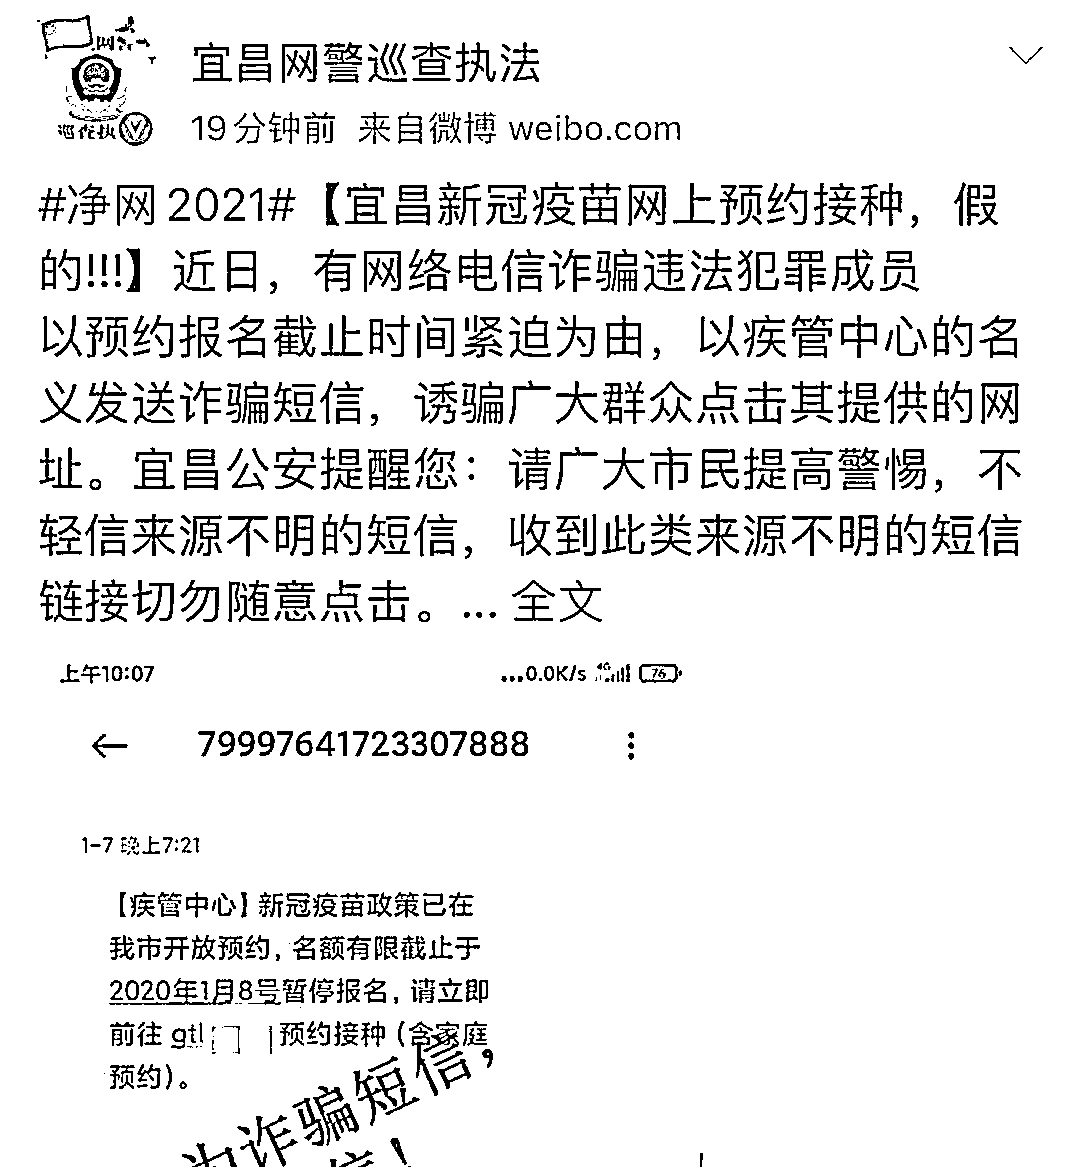 宜昌网警巡查执法
19分钟前 来自微博 weibo.com
#净网2021#【宜昌新冠疫苗网上预约接种，假
的!!!】近日，有网络电信诈骗违法犯罪成员
以预约报名截止时间紧迫为由，以疾管中心的名
义发送诈骗短信，诱骗广大群众点击其提供的网
址。宜昌公安提醒您：请广大市民提高警惕，不
轻信来源不明的短信，收到此类来源不明的短信
链接切勿随意点击。... 全文
上午10:07 ...0.0K/s 4G 76
79997641723307888
1-7 晚上7:21
【疾管中心】新冠疫苗政策已在
我市开放预约，名额有限截止于
2020年1月8号暂停报名，请立即
前往 gtl 预约接种（含家庭
预约）。
为诈骗短信，
信！